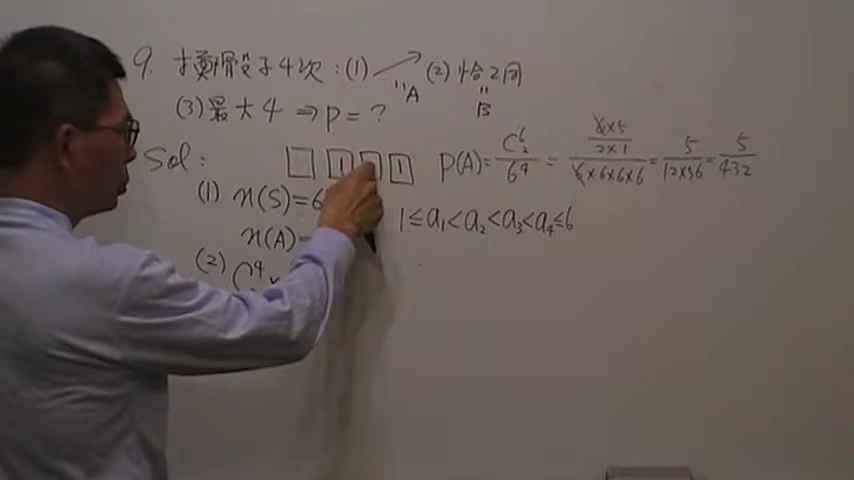 9. 擲骰子4次：(1) ↗ (2) 恰2同
"A "B
(3) 最大4 ⇒ P = ?
Sol：
□ 1 □ 1
P(A) = C⁶₂/6⁴ = (6×5)/(2×1)/(6×6×6×6) = 5/(12×36) = 5/432
(1) n(S) = 6
1 ≤ a₁ < a₂ < a₃ < a₄ ≤ 6
n(A) =
(2) C⁴